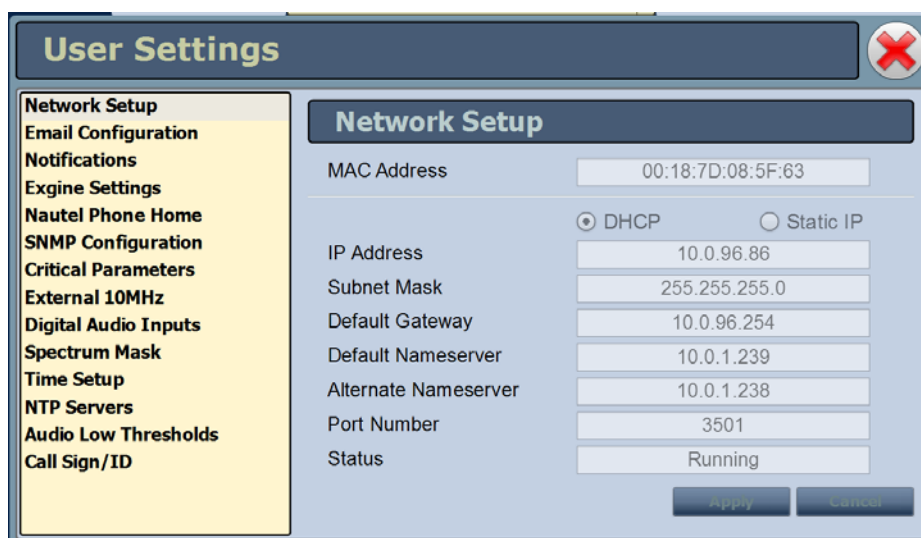 User Settings
Network Setup
Email Configuration
Notifications
Exgine Settings
Nautel Phone Home
SNMP Configuration
Critical Parameters
External 10MHz
Digital Audio Inputs
Spectrum Mask
Time Setup
NTP Servers
Audio Low Thresholds
Call Sign/ID
Network Setup
MAC Address 00:18:7D:08:5F:63
DHCP Static IP
IP Address 10.0.96.86
Subnet Mask 255.255.255.0
Default Gateway 10.0.96.254
Default Nameserver 10.0.1.239
Alternate Nameserver 10.0.1.238
Port Number 3501
Status Running
Apply Cancel